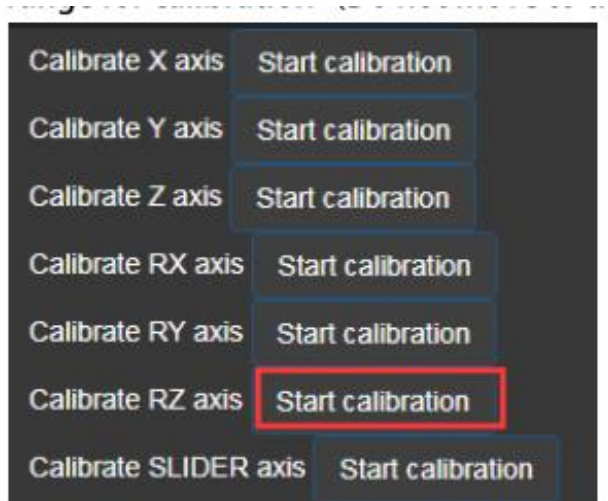 Calibrate X axis Start calibration
Calibrate Y axis Start calibration
Calibrate Z axis Start calibration
Calibrate RX axis Start calibration
Calibrate RY axis Start calibration
Calibrate RZ axis Start calibration
Calibrate SLIDER axis Start calibration